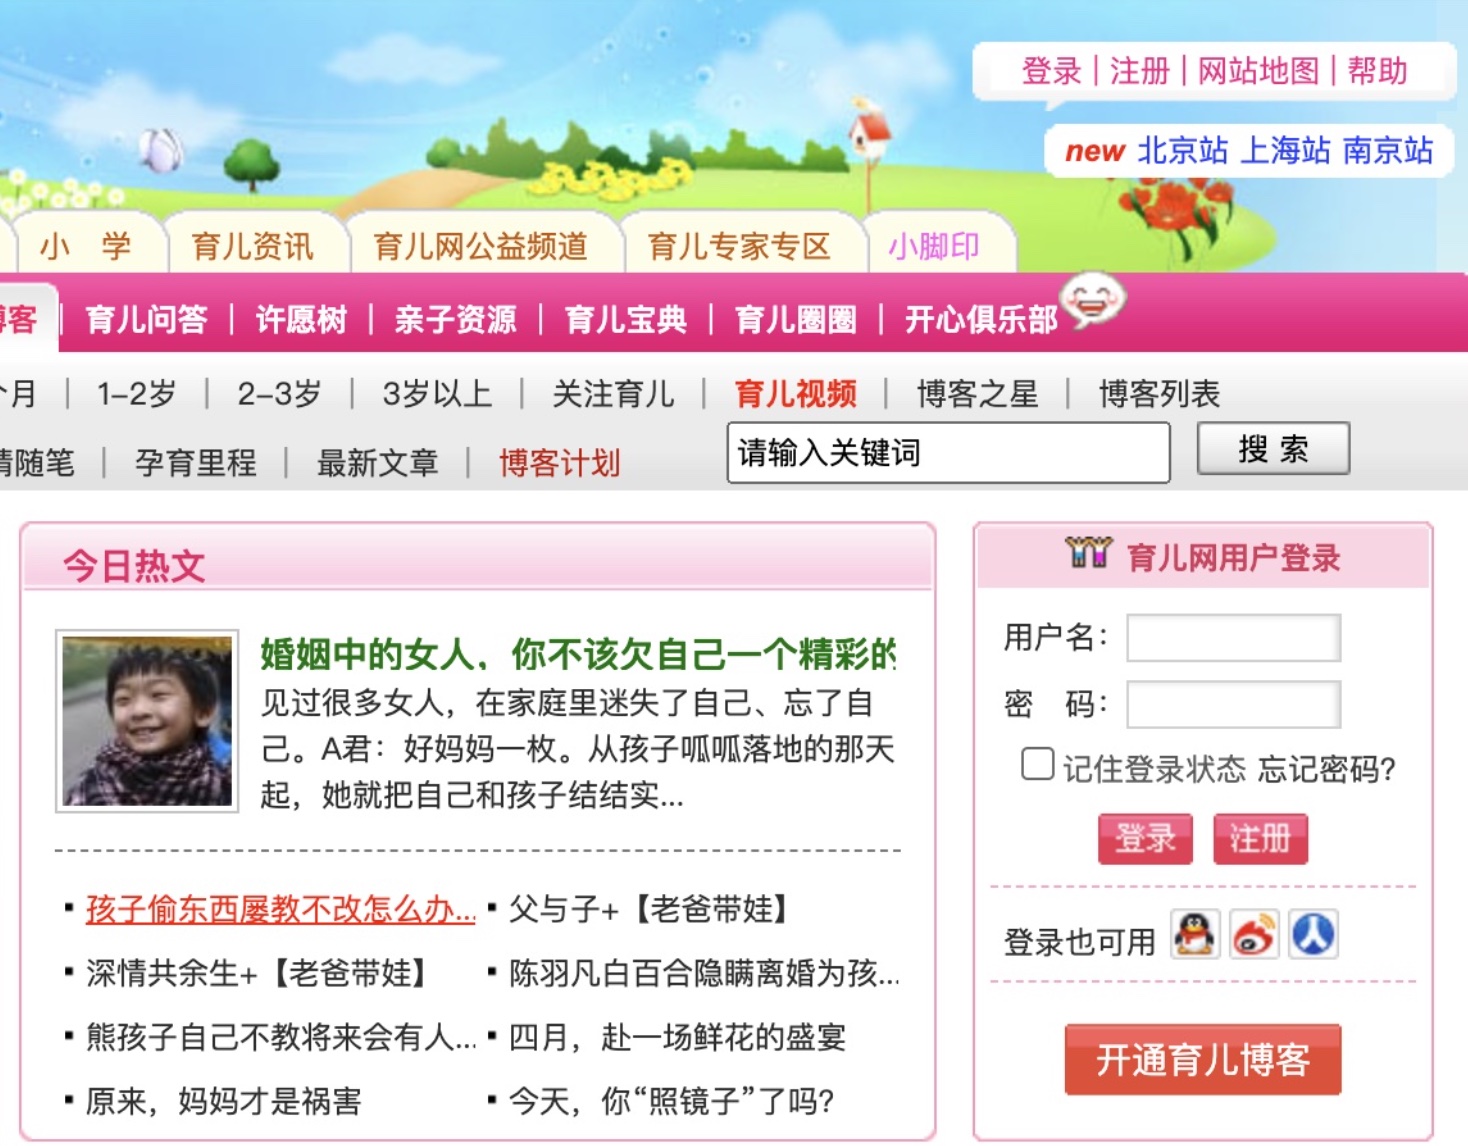 登录 | 注册 | 网站地图 | 帮助
new 北京站 上海站 南京站
小 学 育儿资讯 育儿网公益频道 育儿专家专区 小脚印
博客 | 育儿问答 | 许愿树 | 亲子资源 | 育儿宝典 | 育儿圈圈 | 开心俱乐部
个月 | 1-2岁 | 2-3岁 | 3岁以上 | 关注育儿 | 育儿视频 | 博客之星 | 博客列表
随笔 | 孕育里程 | 最新文章 | 博客计划
请输入关键词 搜 索
今日热文
婚姻中的女人，你不该欠自己一个精彩的
见过很多女人，在家庭里迷失了自己、忘了自
己。A君：好妈妈一枚。从孩子呱呱落地的那天
起，她就把自己和孩子结结实...
▪ 孩子偷东西屡教不改怎么办... ▪ 父与子+【老爸带娃】
▪ 深情共余生+【老爸带娃】 ▪ 陈羽凡白百合隐瞒离婚为孩...
▪ 熊孩子自己不教将来会有人... ▪ 四月，赴一场鲜花的盛宴
▪ 原来，妈妈才是祸害 ▪ 今天，你“照镜子”了吗？
育儿网用户登录
用户名：
密 码：
记住登录状态 忘记密码?
登录 注册
登录也可用
开通育儿博客